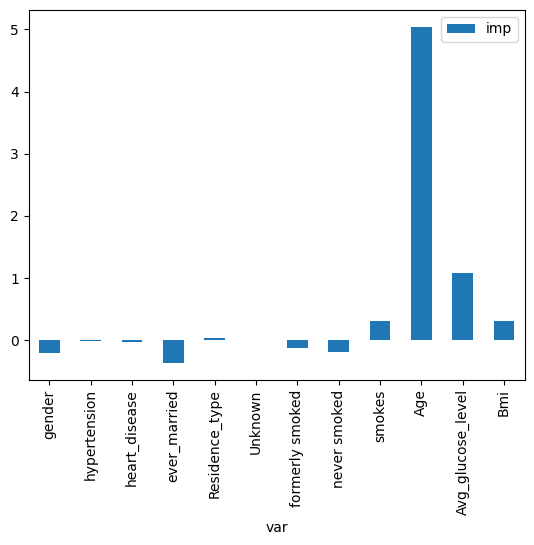 imp
5
4
3
2
1
0
gender
hypertension
heart_disease
ever_married
Residence_type
Unknown
formerly smoked
never smoked
smokes
Age
Avg_glucose_level
Bmi
var